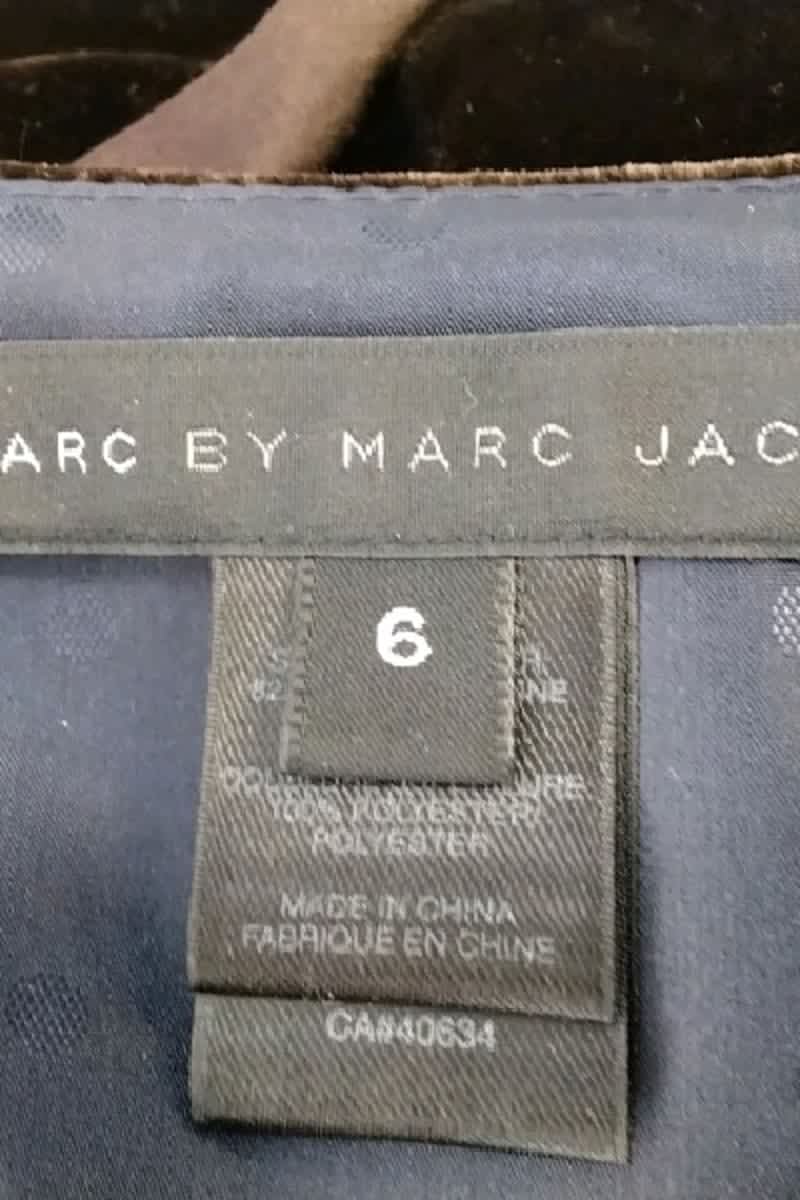 ARC BY MARC JAC
6
100% POLYESTER/
POLYESTER
MADE IN CHINA
FABRIQUE EN CHINE
CA#40634